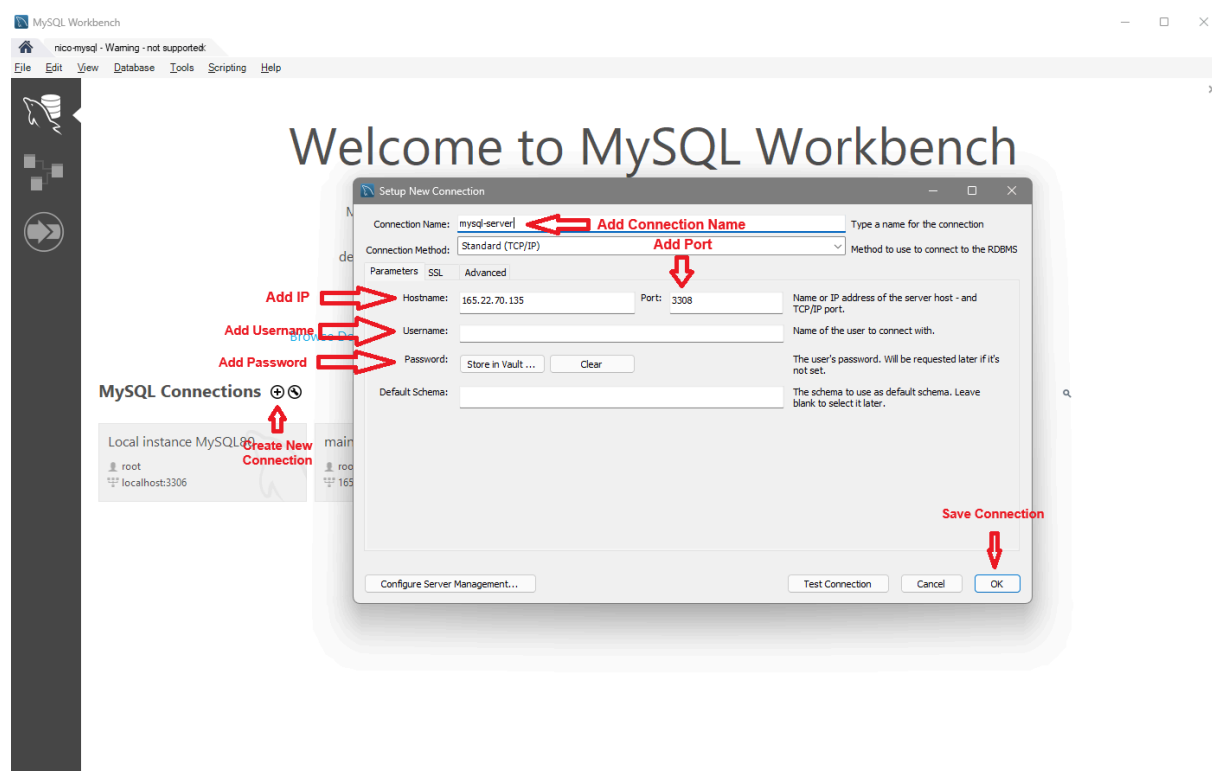 MySQL Workbench
nico-mysql - Warning - not supported
File Edit View Database Tools Scripting Help
Welcome to MySQL Workbench
Setup New Connection
Connection Name: mysql-server Add Connection Name Type a name for the connection
Connection Method: Standard (TCP/IP) Add Port Method to use to connect to the RDBMS
Parameters SSL Advanced
Add IP Hostname: 165.22.70.135 Port: 3308 Name or IP address of the server host - and
TCP/IP port.
Add Username Username: Name of the user to connect with.
Add Password Password: Store in Vault ... Clear The user's password. Will be requested later if it's
not set.
MySQL Connections Default Schema: The schema to use as default schema. Leave
blank to select it later.
Local instance MySQL80 main
Create New
Connection
root roo
localhost:3306 165
Save Connection
Configure Server Management... Test Connection Cancel OK